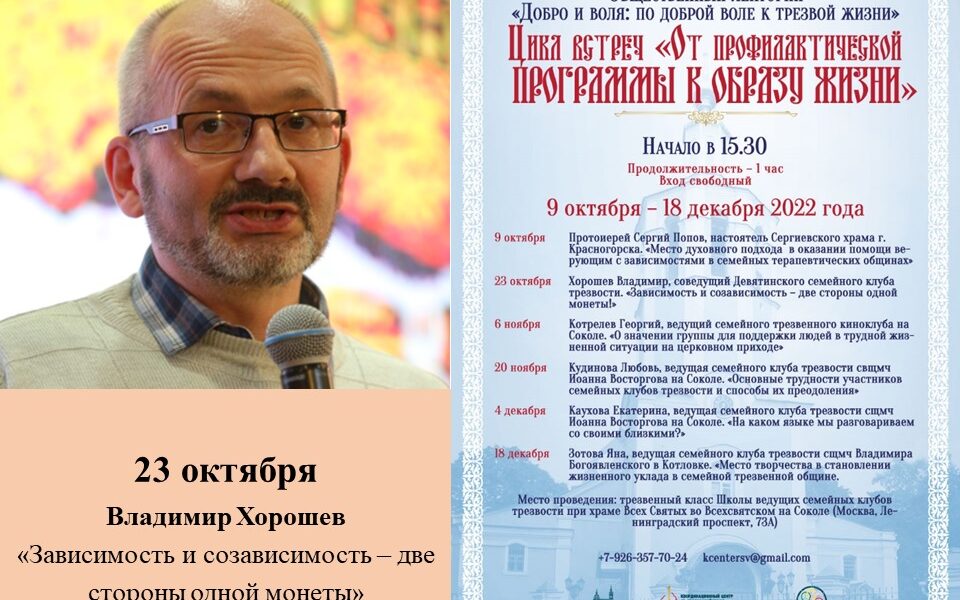 23 октября
Владимир Хорошев
«Зависимость и созависимость – две
стороны одной монеты»
«Добро и воля: по доброй воле к трезвой жизни»
Цикл встреч «От профилактической
программы к образу жизни»
Начало в 15.30
Продолжительность – 1 час
Вход свободный
9 октября – 18 декабря 2022 года
9 октября Протоиерей Сергий Попов, настоятель Сергиевского храма г.
Красногорска. «Место духовного подхода в оказании помощи ве-
рующим с зависимостями в семейных терапевтических общинах»
23 октября Хорошев Владимир, соведущий Девятинского семейного клуба
трезвости. «Зависимость и созависимость – две стороны одной
монеты!»
6 ноября Котрелев Георгий, ведущий семейного трезвенного киноклуба на
Соколе. «О значении группы для поддержки людей в трудной жиз-
ненной ситуации на церковном приходе»
20 ноября Кудинова Любовь, ведущая семейного клуба трезвости свщмч
Иоанна Восторгова на Соколе. «Основные трудности участников
семейных клубов трезвости и способы их преодоления»
4 декабря Каухова Екатерина, ведущая семейного клуба трезвости сщмч
Иоанна Восторгова на Соколе. «На каком языке мы разговариваем
со своими близкими?»
18 декабря Зотова Яна, ведущая семейного клуба трезвости сщмч Владимира
Богоявленского в Котловке. «Место творчества в становлении
жизненного уклада в семейной трезвенной общине.
Место проведения: трезвенный класс Школы ведущих семейных клубов
трезвости при храме Всех Святых во Всехсвятском на Соколе (Москва, Ле-
нинградский проспект, 73А)
+7-926-357-70-24 kcentersv@gmail.com
КООРДИНАЦИОННЫЙ ЦЕНТР